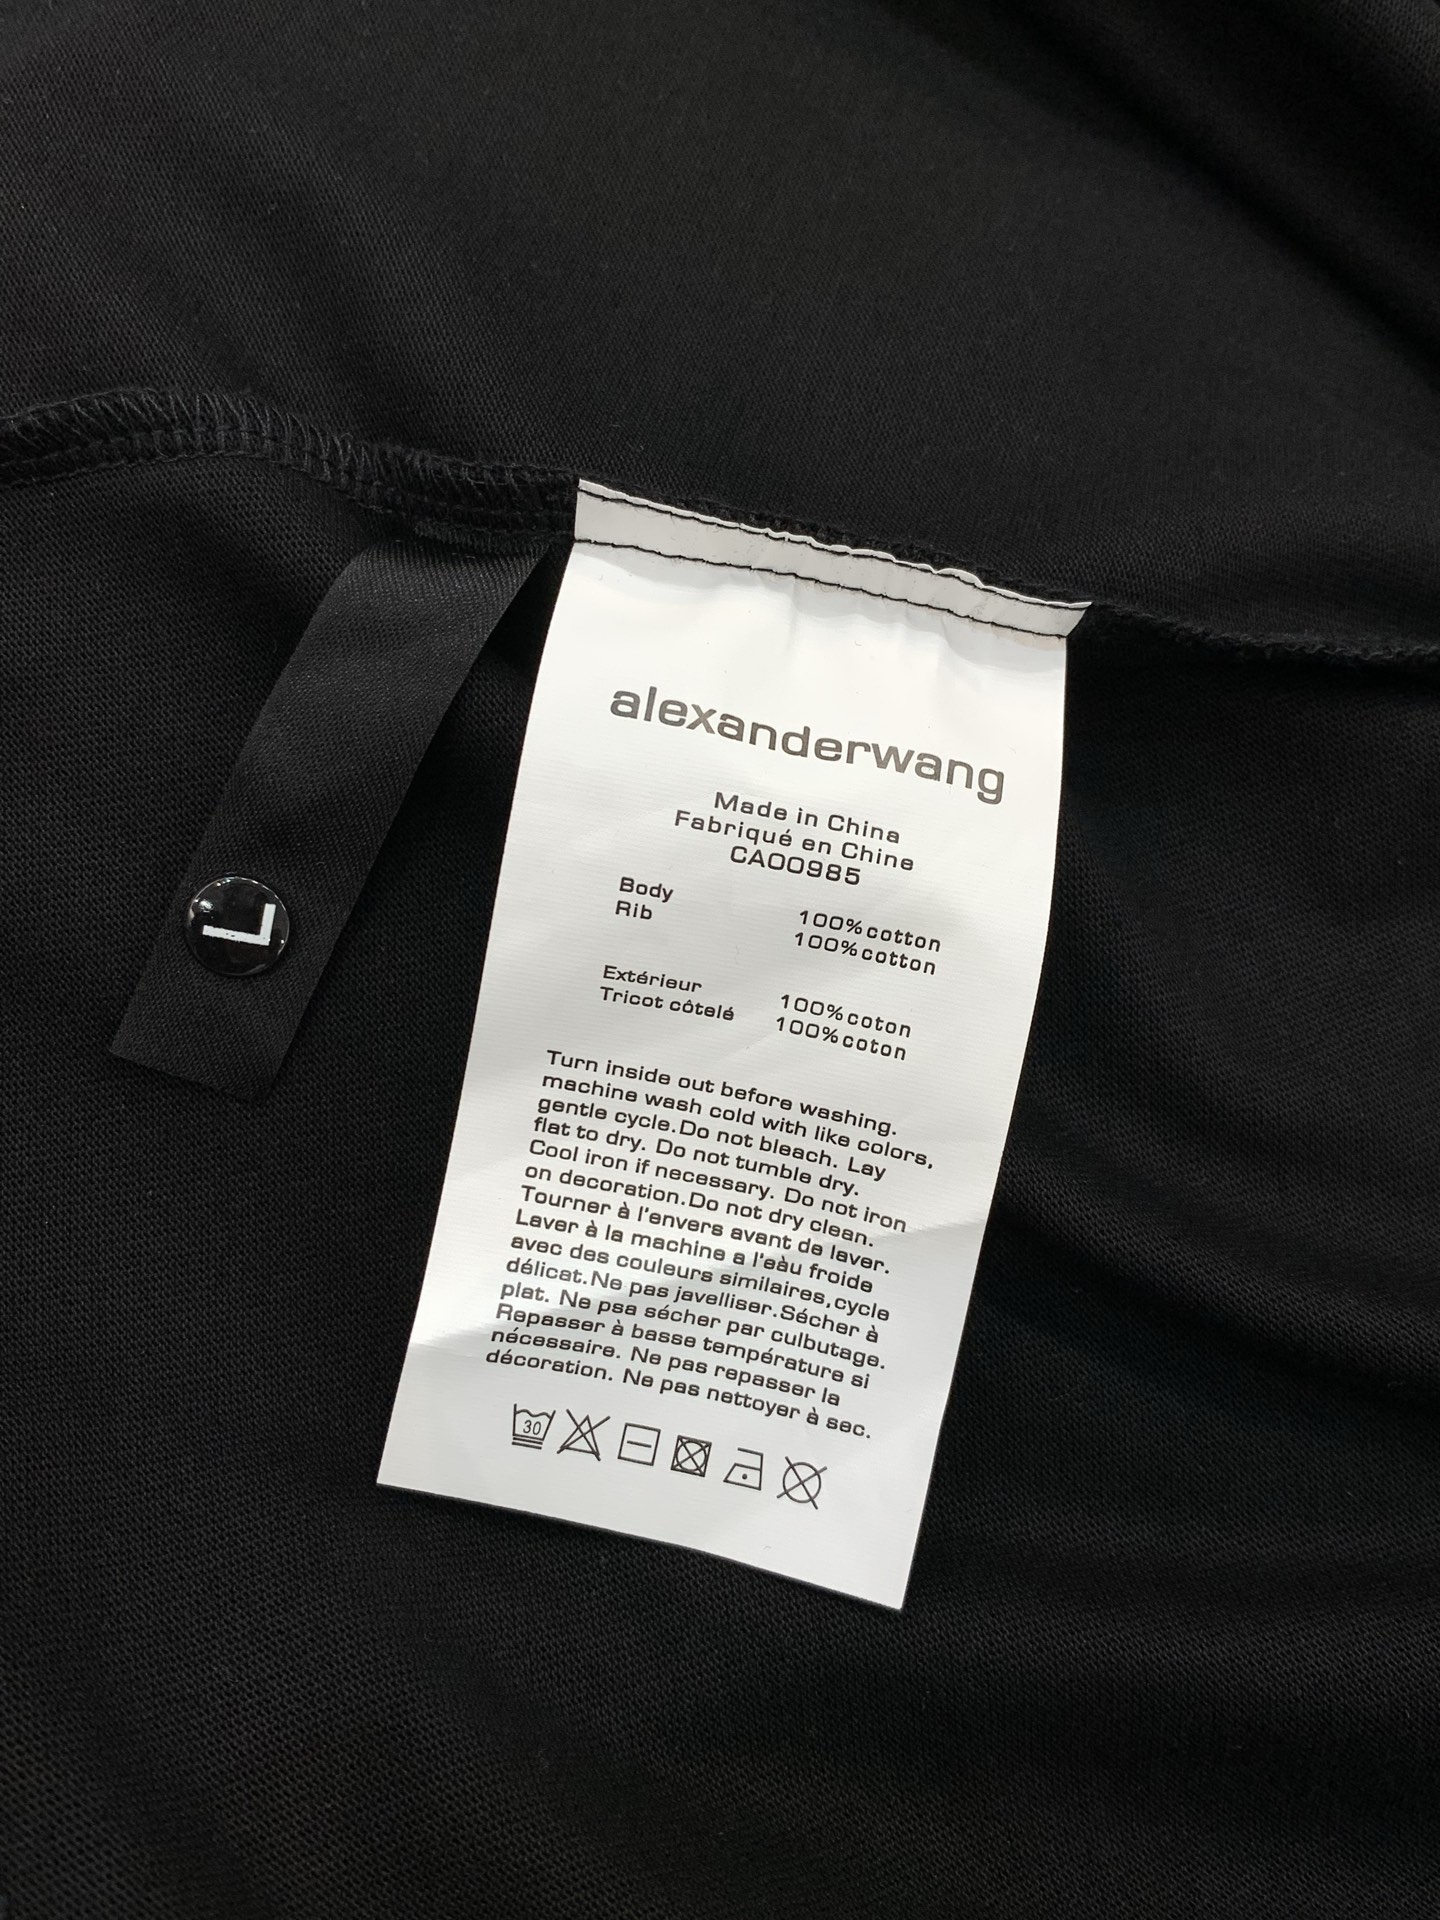 alexanderwang
Made in China
Fabriqué en Chine
CA00985
Body 100%cotton
Rib 100%cotton
Extérieur 100%coton
Tricot côtelé 100%coton
Turn inside out before washing.
machine wash cold with like colors,
gentle cycle.Do not bleach. Lay
flat to dry. Do not tumble dry.
Cool iron if necessary. Do not iron
on decoration.Do not dry clean.
Tourner à l'envers avant de laver.
Laver à la machine a l'eàu froide
avec des couleurs similaires,cycle
délicat.Ne pas javelliser.Sécher à
plat. Ne psa sécher par culbutage.
Repasser à basse température si
nécessaire. Ne pas repasser la
décoration. Ne pas nettoyer à sec.
30
L